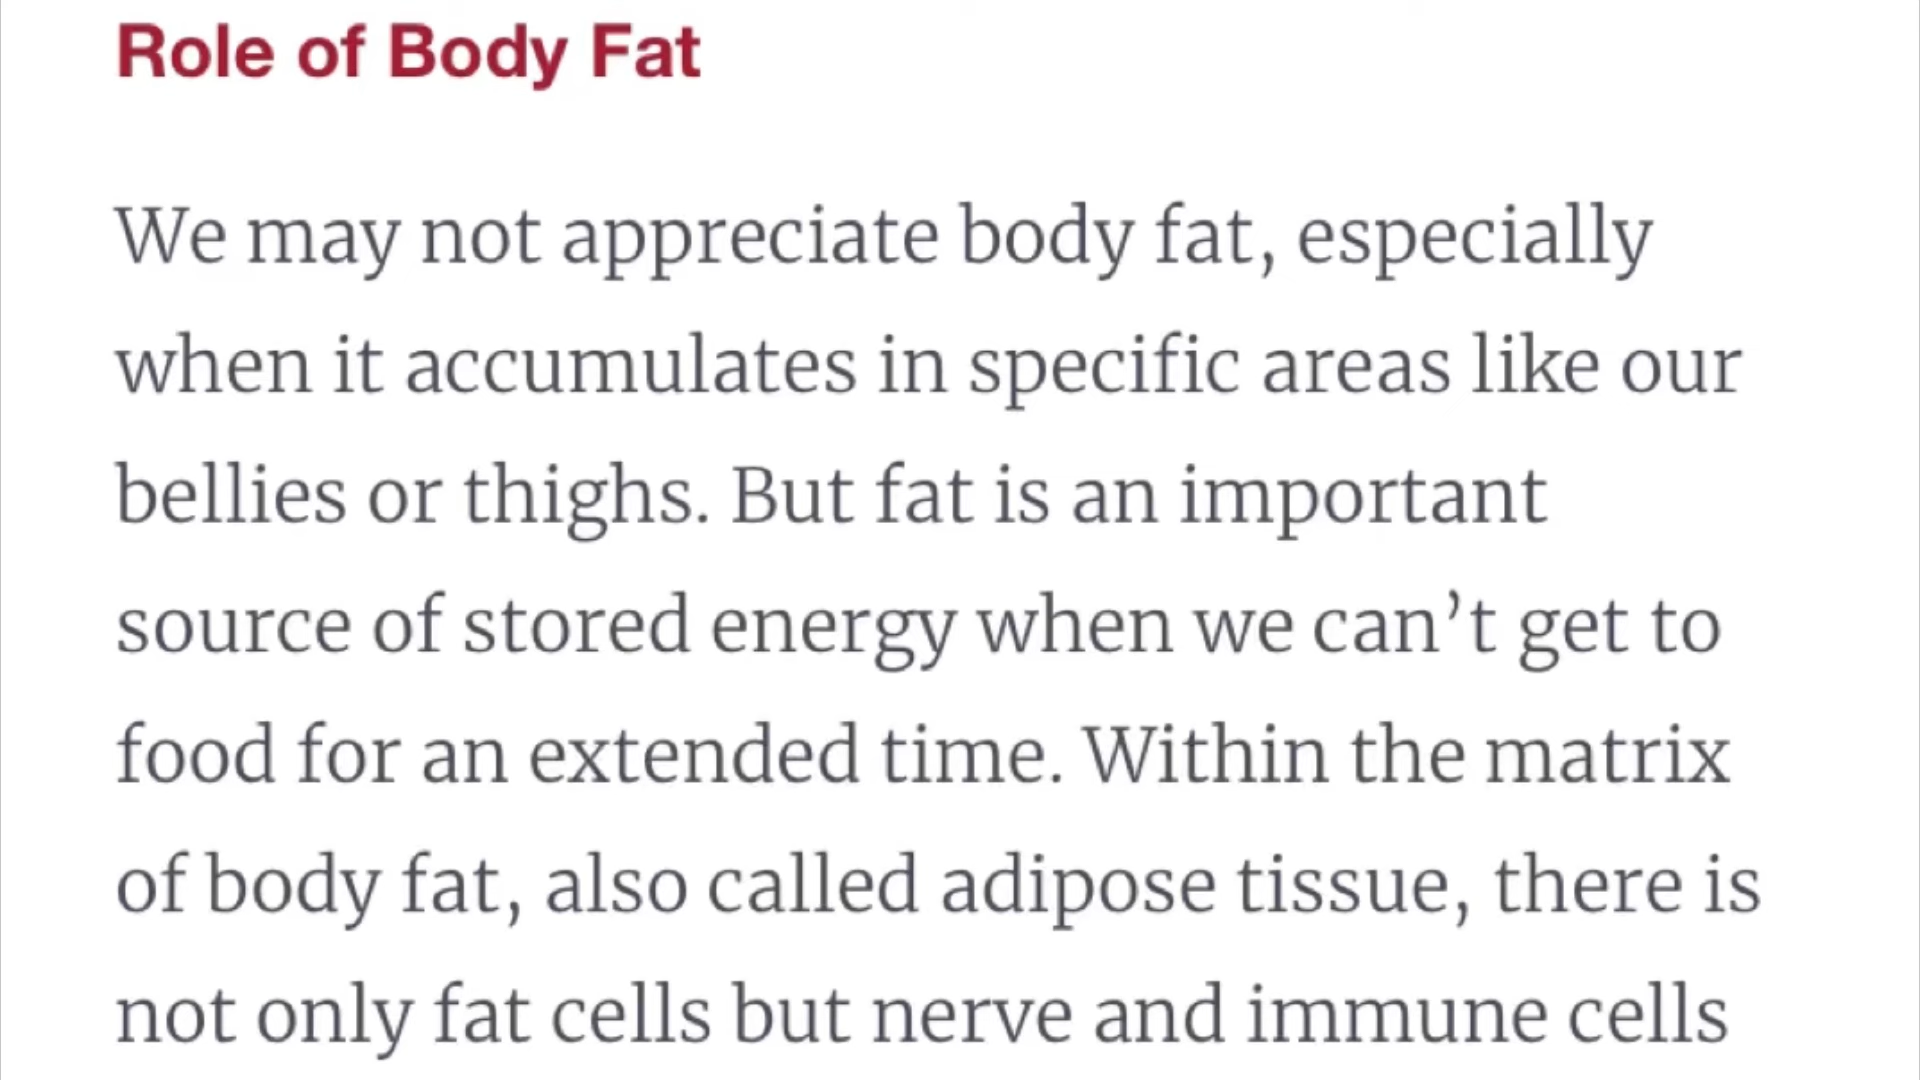 Role of Body Fat
We may not appreciate body fat, especially
when it accumulates in specific areas like our
bellies or thighs. But fat is an important
source of stored energy when we can’t get to
food for an extended time. Within the matrix
of body fat, also called adipose tissue, there is
not only fat cells but nerve and immune cells